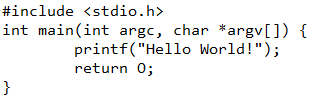 #include <stdio.h>
int main(int argc, char *argv[]) {
        printf("Hello World!");
        return 0;
}